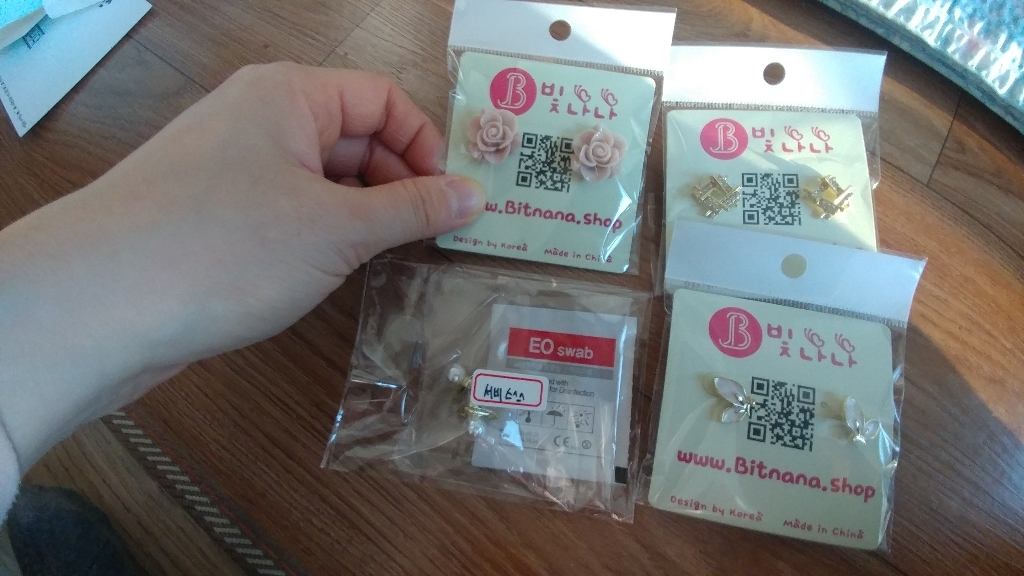 B 빛나나
w.Bitnana.shop
Design by Korea Made in China
B 빛나나
EO swab
서비스
B 빛나나
www.Bitnana.shop
Design by Korea Made in China